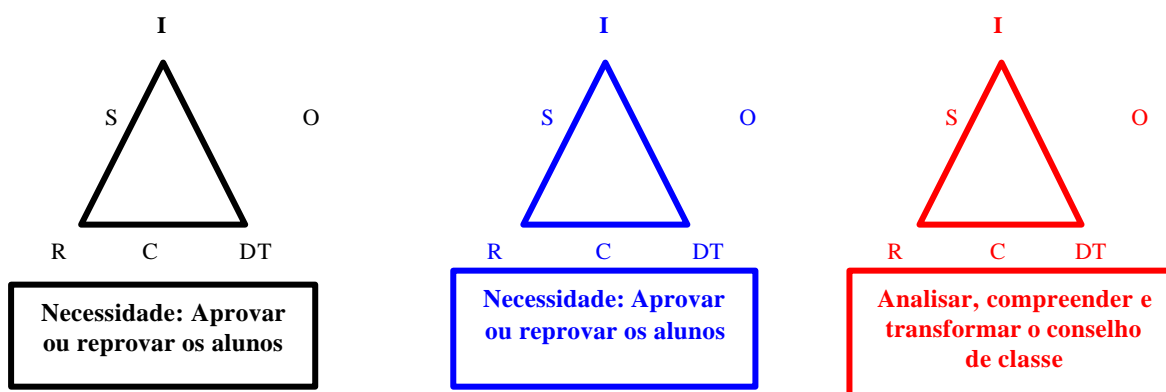 I
S O
R C DT
Necessidade: Aprovar
ou reprovar os alunos
I
S O
R C DT
Necessidade: Aprovar
ou reprovar os alunos
I
S O
R C DT
Analisar, compreender e
transformar o conselho
de classe